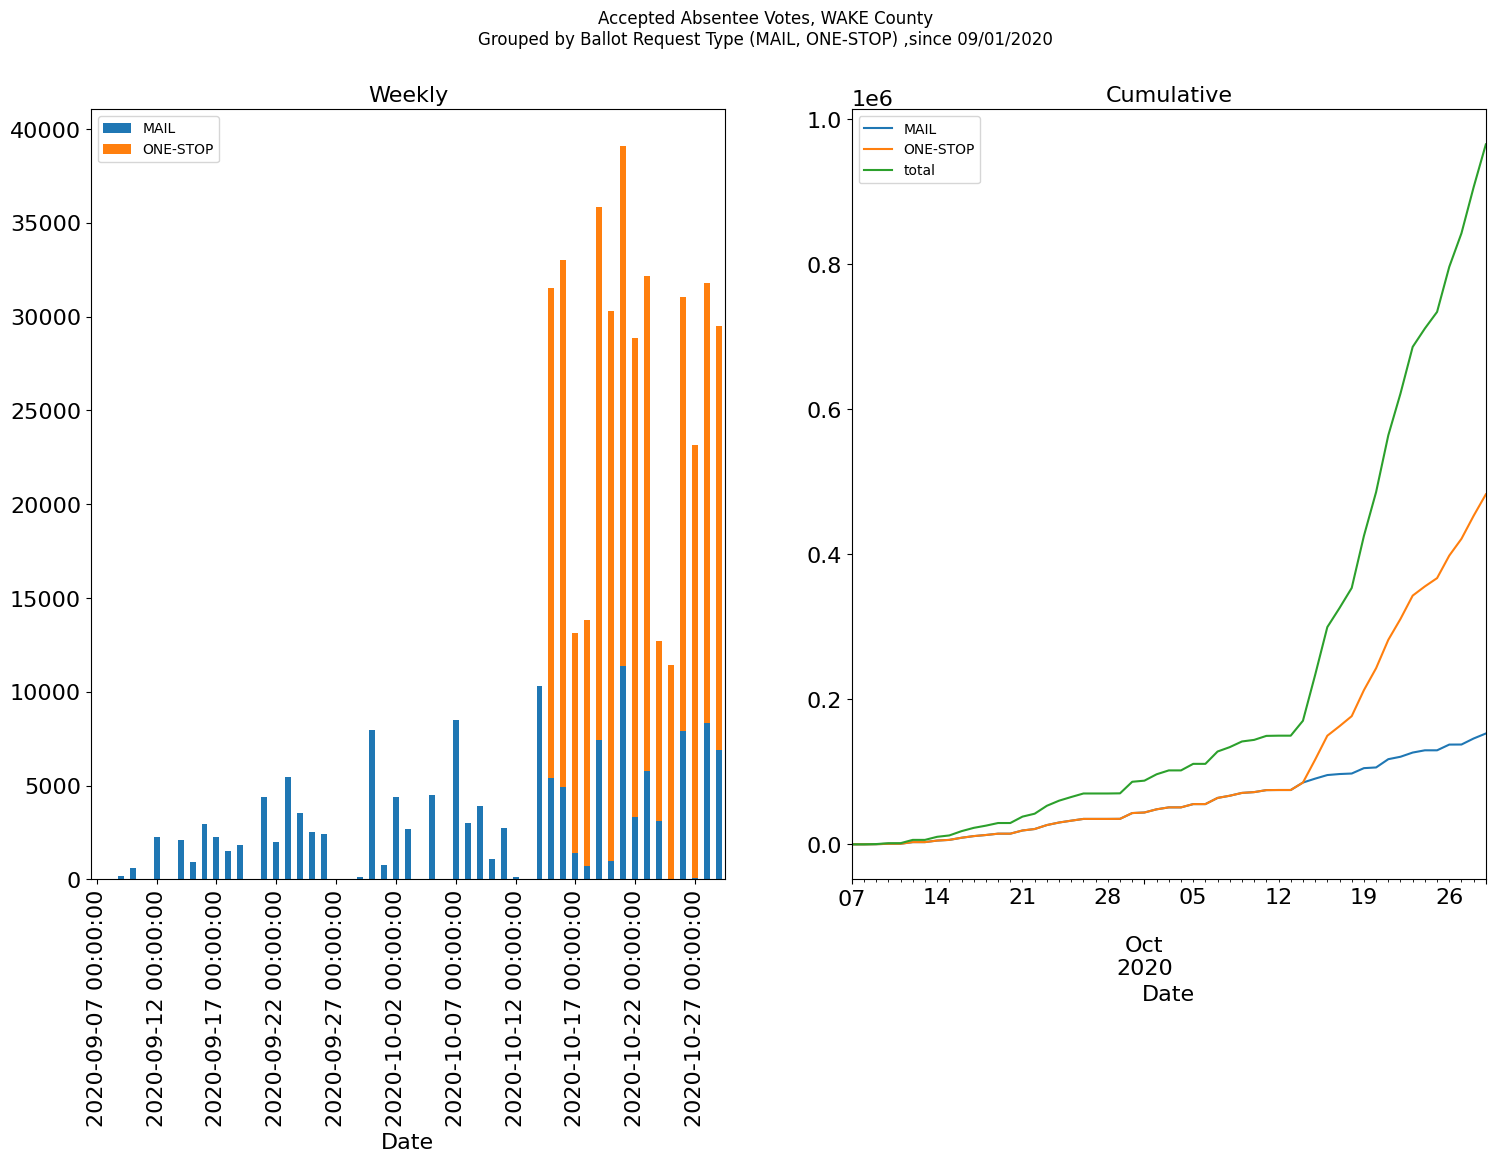 Accepted Absentee Votes, WAKE County
Grouped by Ballot Request Type (MAIL, ONE-STOP) ,since 09/01/2020
Weekly
MAIL
ONE-STOP
40000
35000
30000
25000
20000
15000
10000
5000
0
2020-09-07 00:00:00
2020-09-12 00:00:00
2020-09-17 00:00:00
2020-09-22 00:00:00
2020-09-27 00:00:00
2020-10-02 00:00:00
2020-10-07 00:00:00
2020-10-12 00:00:00
2020-10-17 00:00:00
2020-10-22 00:00:00
2020-10-27 00:00:00
Date
Cumulative
1e6
MAIL
ONE-STOP
total
1.0
0.8
0.6
0.4
0.2
0.0
07 14 21 28 05 12 19 26
Oct
2020
Date